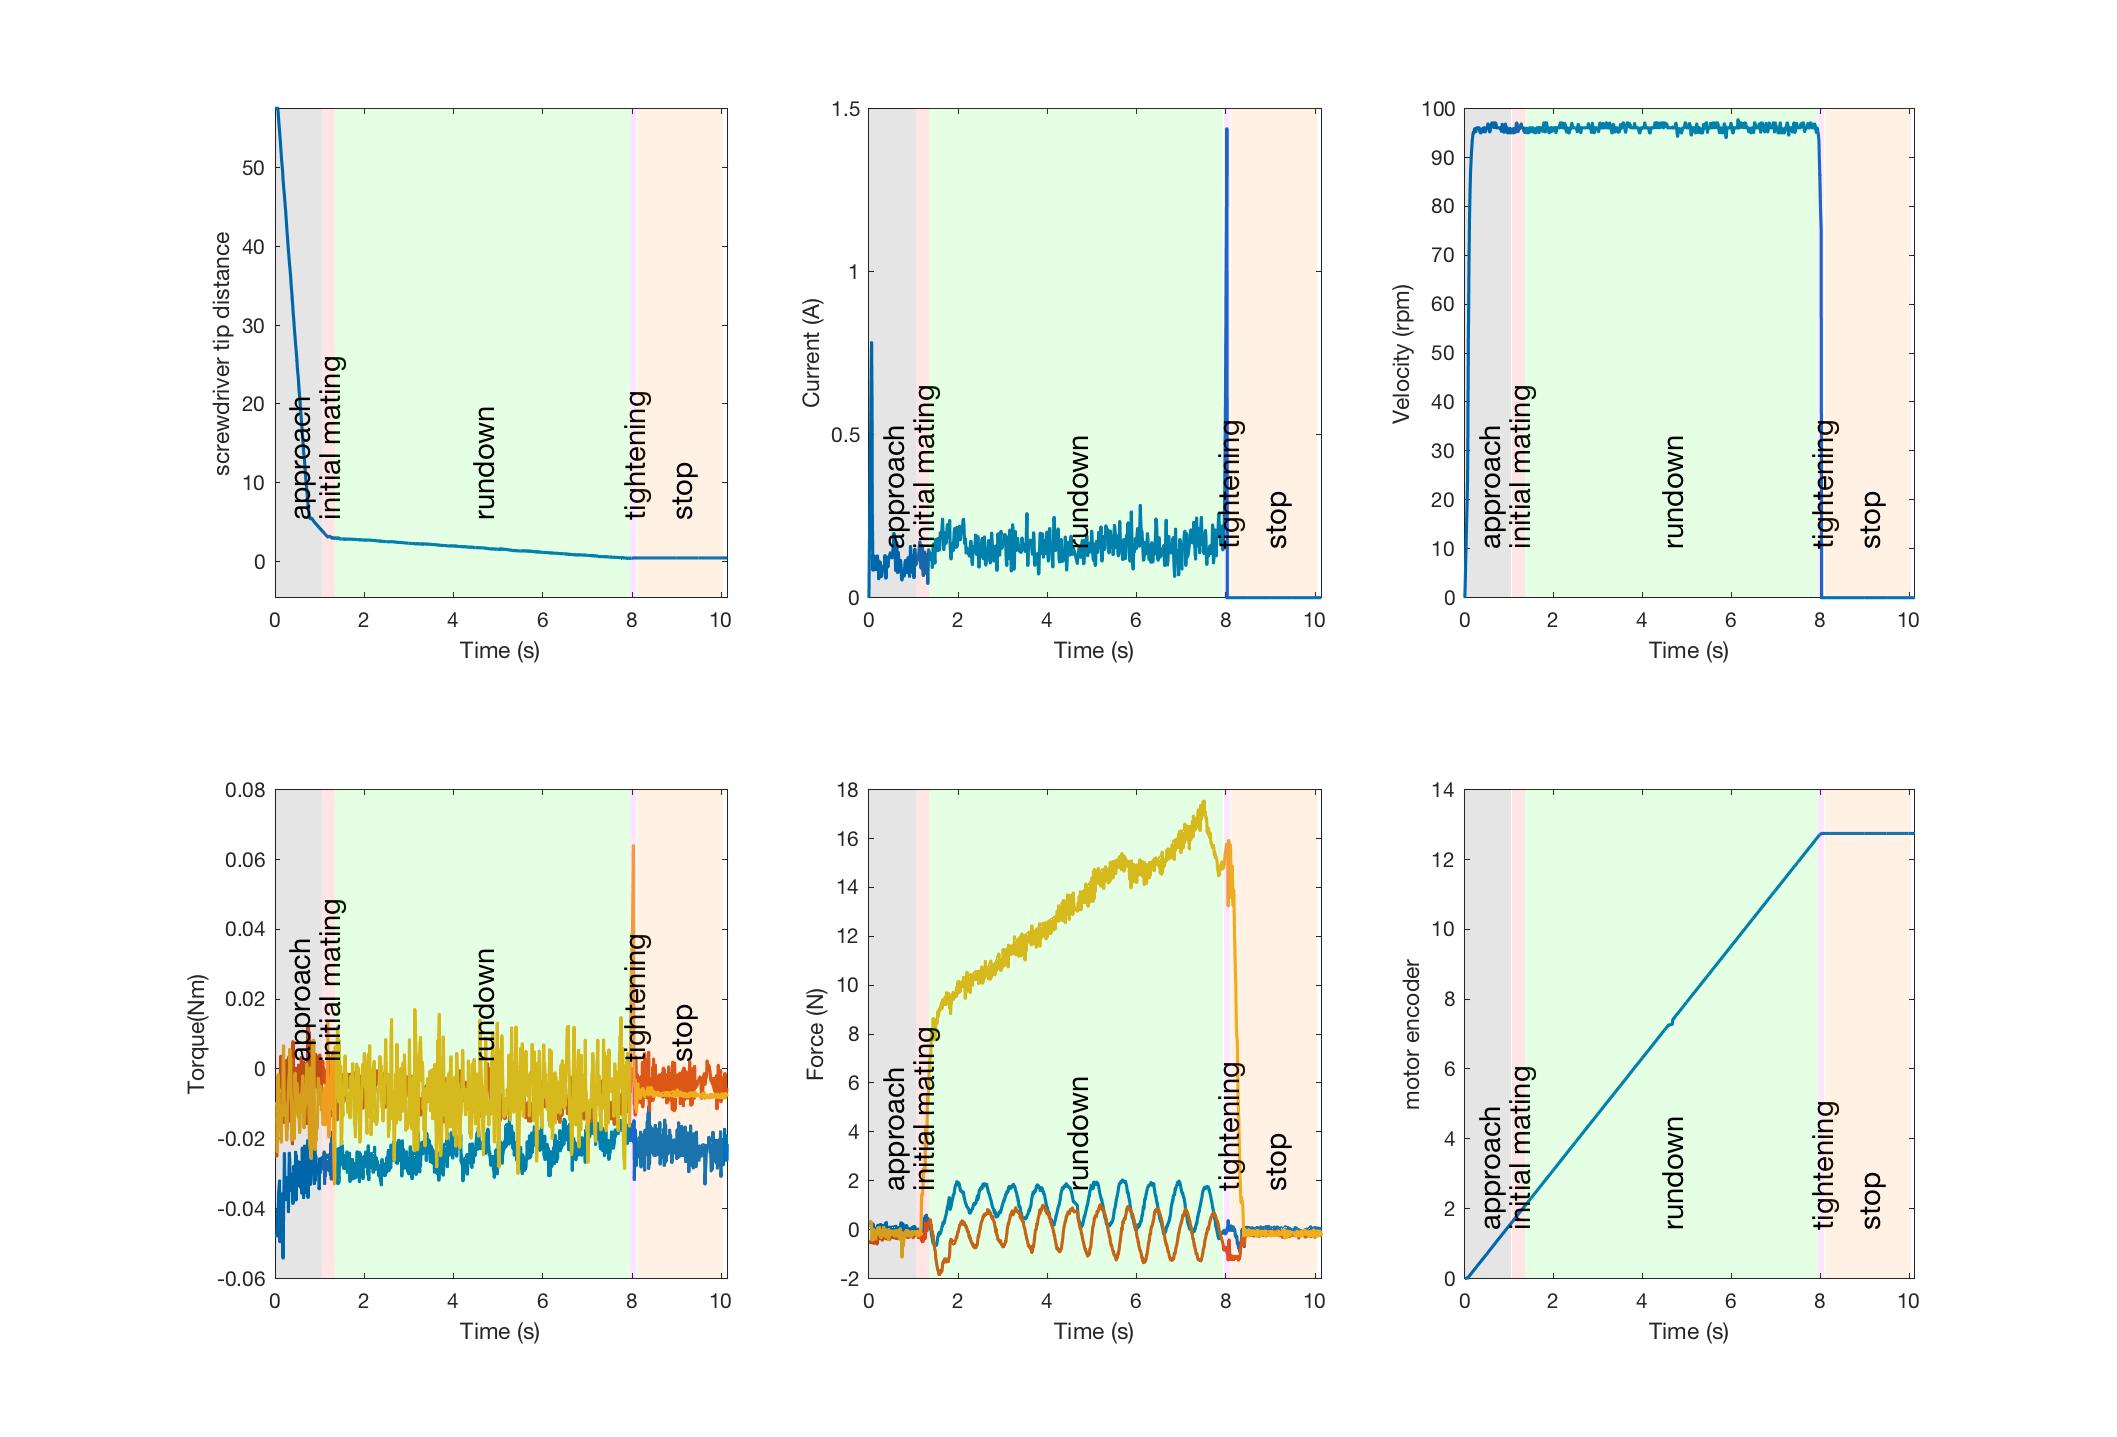 50
40
30
20
10
0
screwdriver tip distance
approach
initial mating
rundown
tightening
stop
0 2 4 6 8 10
Time (s)
1.5
1
0.5
0
Current (A)
approach
initial mating
rundown
tightening
stop
0 2 4 6 8 10
Time (s)
100
90
80
70
60
50
40
30
20
10
0
Velocity (rpm)
approach
initial mating
rundown
tightening
stop
0 2 4 6 8 10
Time (s)
0.08
0.06
0.04
0.02
0
-0.02
-0.04
-0.06
Torque(Nm)
approach
initial mating
rundown
tightening
stop
0 2 4 6 8 10
Time (s)
18
16
14
12
10
8
6
4
2
0
-2
Force (N)
approach
initial mating
rundown
tightening
stop
0 2 4 6 8 10
Time (s)
14
12
10
8
6
4
2
0
motor encoder
approach
initial mating
rundown
tightening
stop
0 2 4 6 8 10
Time (s)